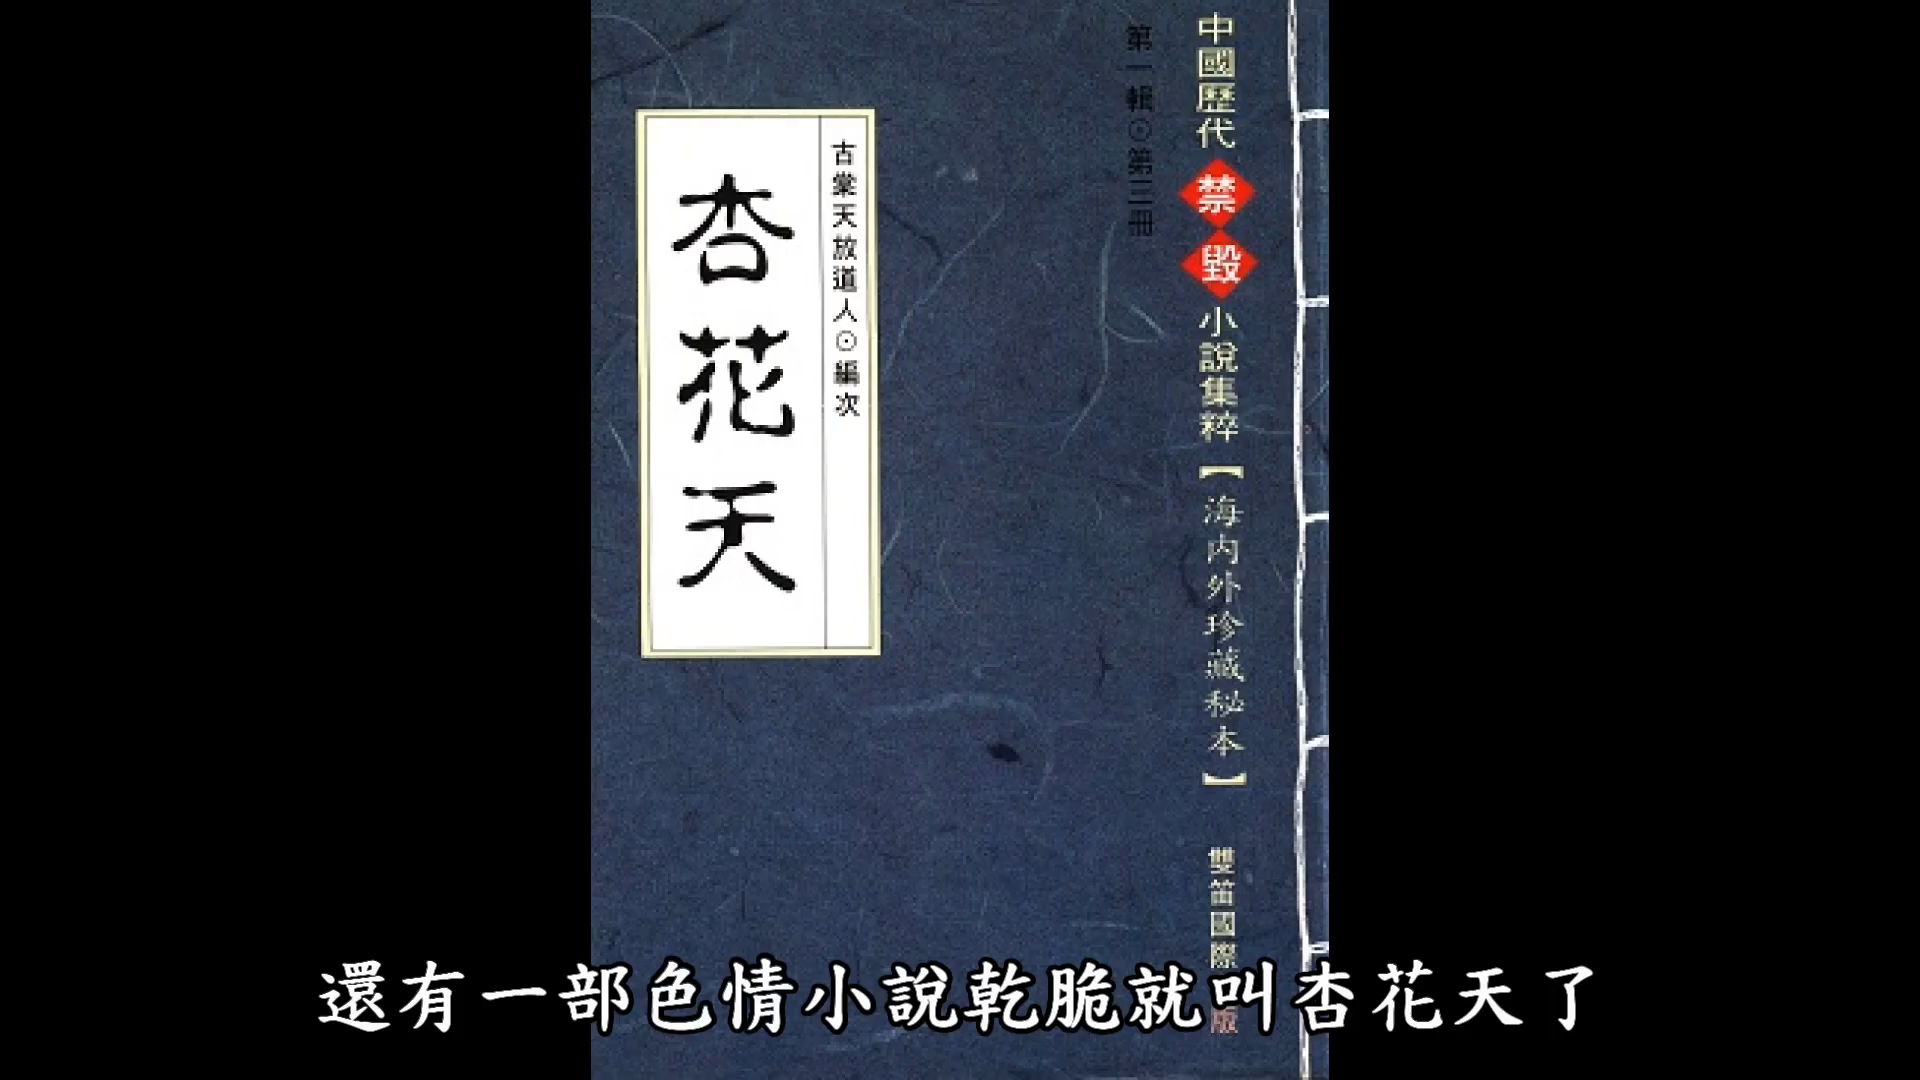 中國歷代禁毀小說集粹【海內外珍藏秘本】
第一輯⊙第三冊
古棠天放道人⊙編次
杏花天
雙笛國際
版
還有一部色情小說乾脆就叫杏花天了